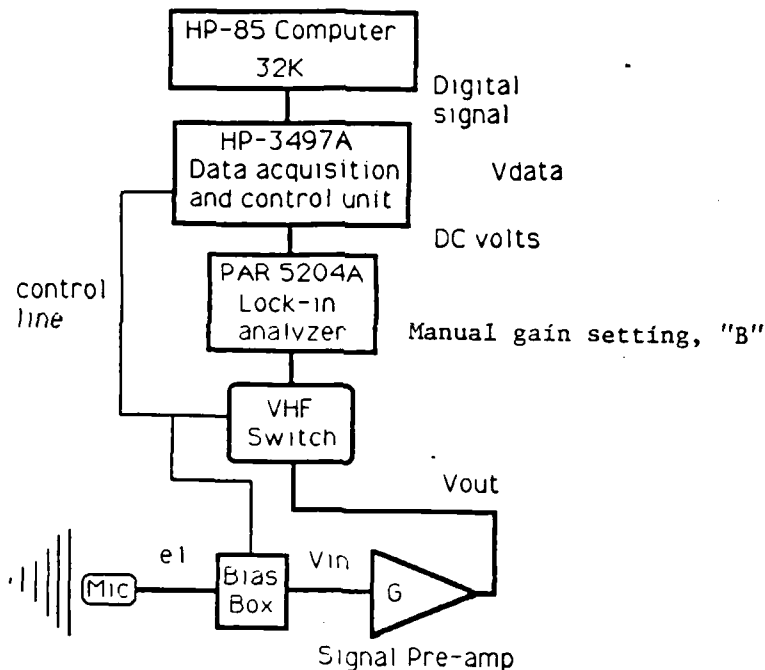 HP-85 Computer
32K
Digital
signal
HP-3497A
Data acquisition
and control unit
Vdata
DC volts
PAR 5204A
Lock-in
analyzer
Manual gain setting, "B"
control
line
VHF
Switch
Vout
e1
Vin
Mic
Bias
Box
G
Signal Pre-amp